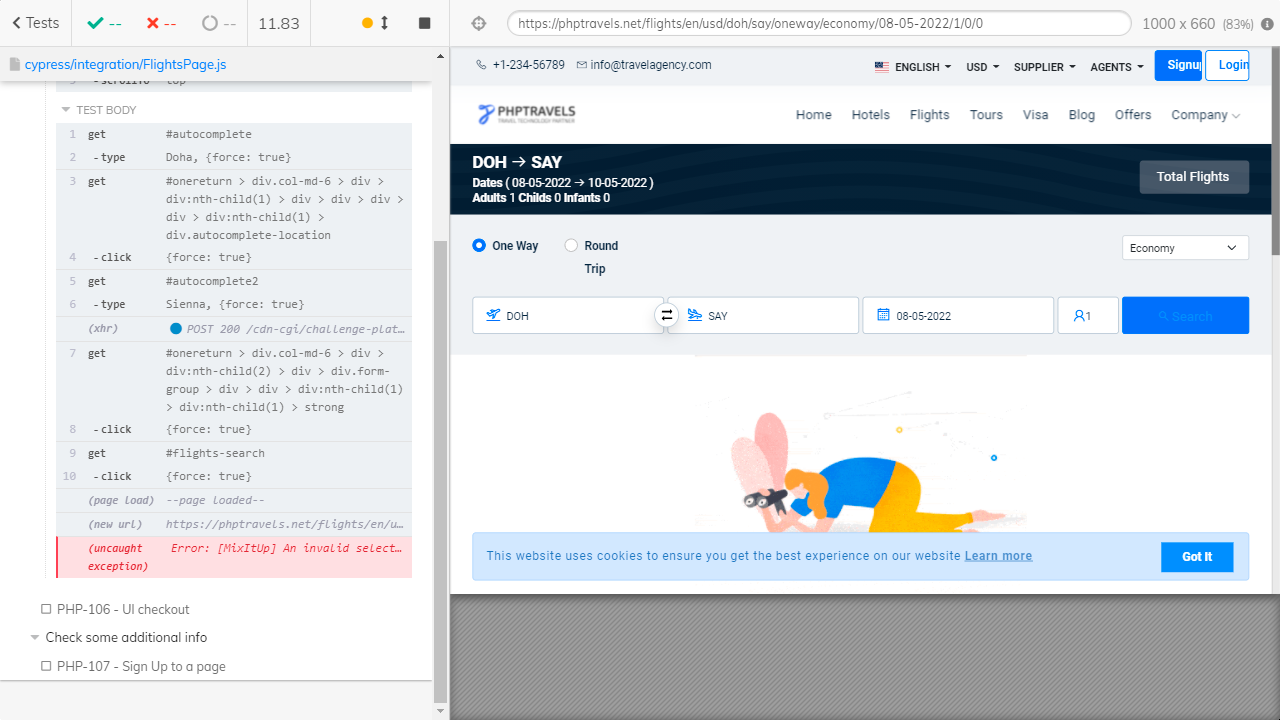 Tests
--
--
--
11.83
https://phptravels.net/flights/en/usd/doh/say/oneway/economy/08-05-2022/1/0/0
1000 x 660 (83%)
cypress/integration/FlightsPage.js
TEST BODY
1 get #autocomplete
2 -type Doha, {force: true}
3 get #onereturn > div.col-md-6 > div >
div:nth-child(1) > div > div > div >
div > div:nth-child(1) >
div.autocomplete-location
4 -click {force: true}
5 get #autocomplete2
6 -type Sienna, {force: true}
(xhr) POST 200 /cdn-cgi/challenge-plat…
7 get #onereturn > div.col-md-6 > div >
div:nth-child(2) > div > div.form-
group > div > div > div:nth-child(1)
> div:nth-child(1) > strong
8 -click {force: true}
9 get #flights-search
10 -click {force: true}
(page load) --page loaded--
(new url) https://phptravels.net/flights/en/u…
(uncaught exception) Error: [MixItUp] An invalid select…
PHP-106 - UI checkout
Check some additional info
PHP-107 - Sign Up to a page
+1-234-56789 info@travelagency.com
ENGLISH USD SUPPLIER AGENTS Signup Login
PHPTRAVELS
TRAVEL TECHNOLOGY PARTNER
Home Hotels Flights Tours Visa Blog Offers Company
DOH → SAY
Dates ( 08-05-2022 → 10-05-2022 )
Adults 1 Childs 0 Infants 0
Total Flights
One Way Round
Trip
Economy
DOH SAY 08-05-2022 1 Search
This website uses cookies to ensure you get the best experience on our website Learn more
Got It